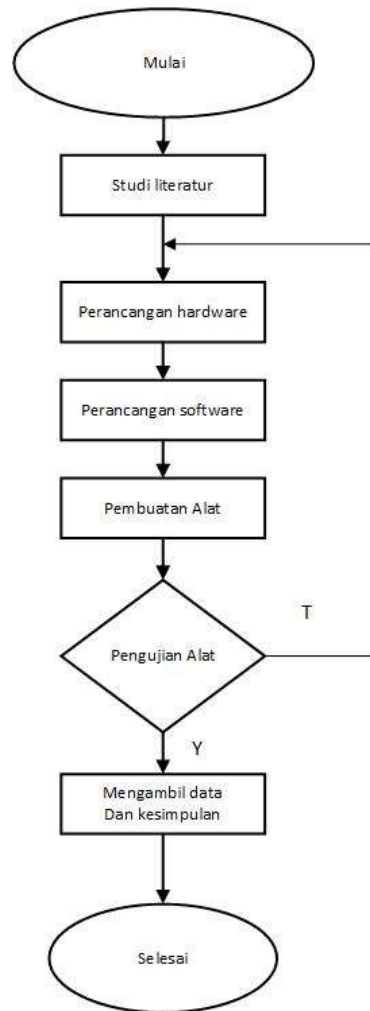 Mulai
Studi literatur
Perancangan hardware
Perancangan software
Pembuatan Alat
Pengujian Alat
T
Y
Mengambil data
Dan kesimpulan
Selesai